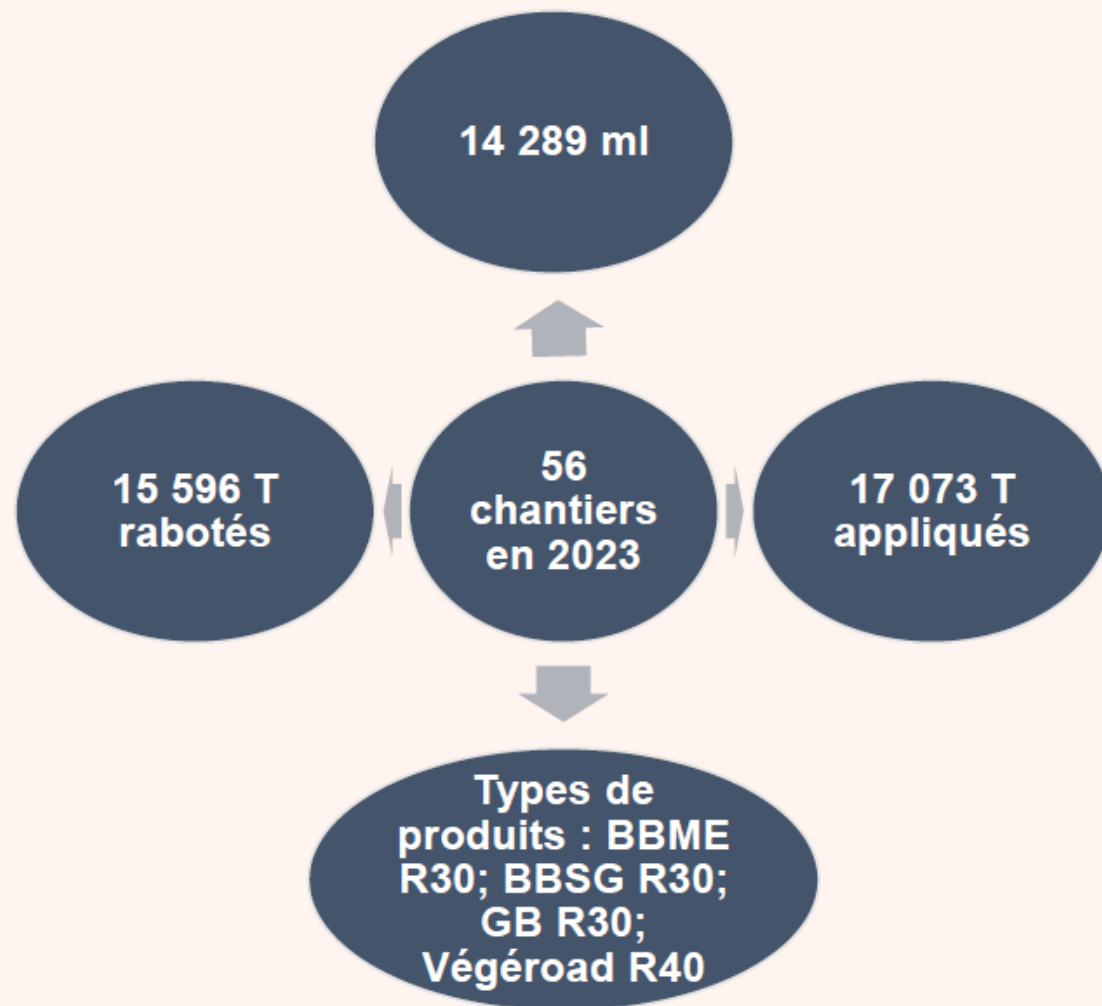 14 289 ml
15 596 T
rabotés
56
chantiers
en 2023
17 073 T
appliqués
Types de
produits : BBME
R30; BBSG R30;
GB R30;
Végéroad R40